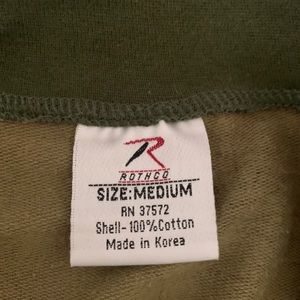 ROTHCO
SIZE:MEDIUM
RN 37572
Shell-100%Cotton
Made in Korea